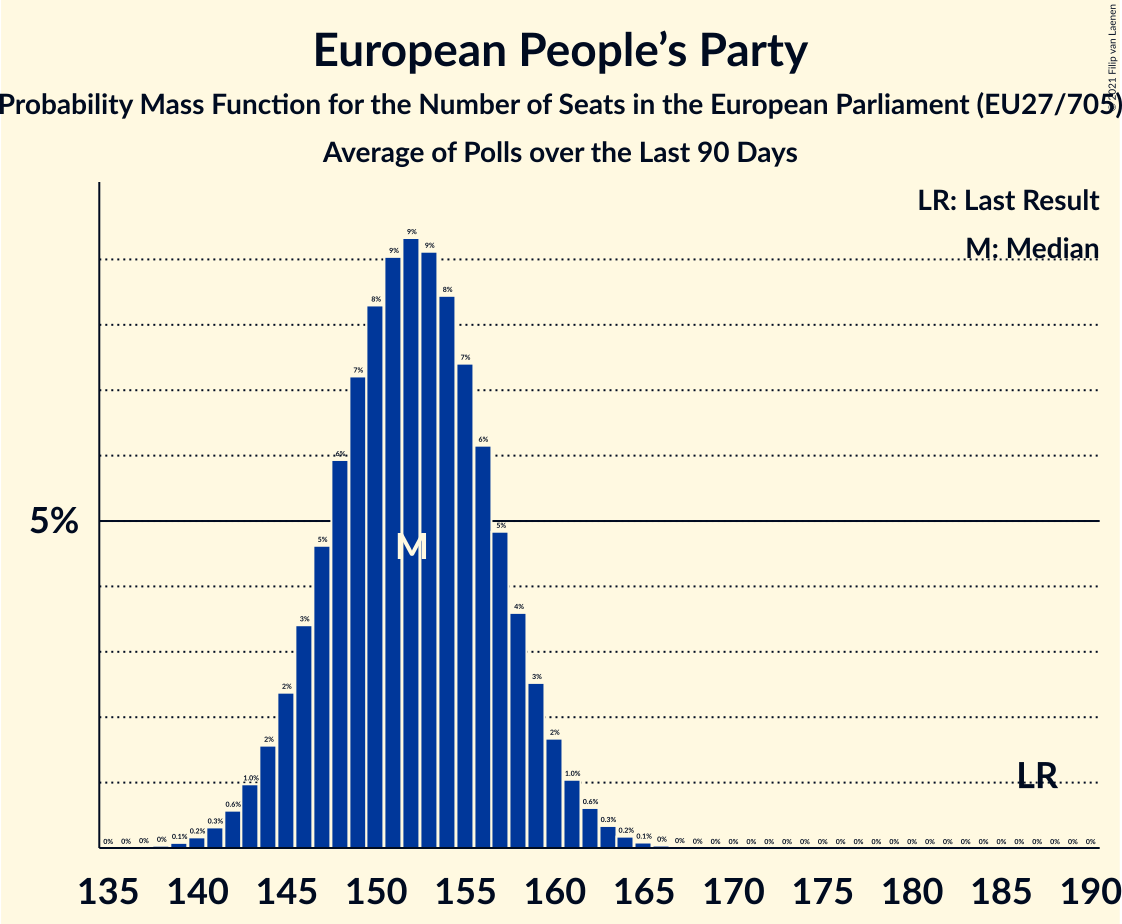 European People’s Party
Probability Mass Function for the Number of Seats in the European Parliament (EU27/705)
Average of Polls over the Last 90 Days
2021 Filip van Laenen
LR: Last Result
M: Median
5%
0% 0% 0% 0% 0.1% 0.2% 0.3% 0.6% 1.0% 2% 2% 3% 5% 6% 7% 8% 9% 9% 9% 8% 7% 6% 5% 4% 3% 2% 1.0% 0.6% 0.3% 0.2% 0.1% 0% 0% 0% 0% 0% 0% 0% 0% 0% 0% 0% 0% 0% 0% 0% 0% 0% 0% 0% 0% 0% 0% 0% 0% 0%
M
LR
135 140 145 150 155 160 165 170 175 180 185 190